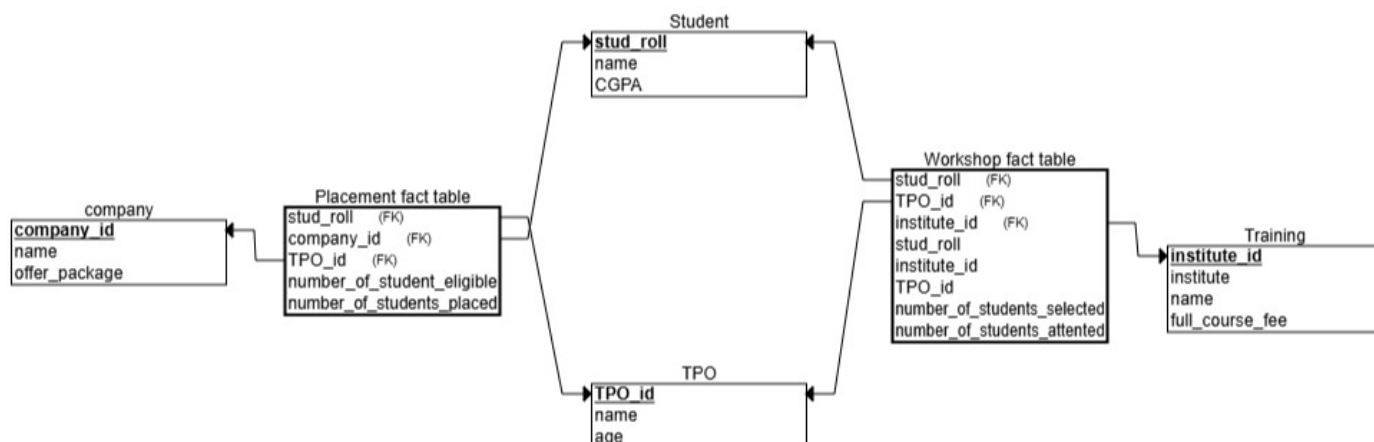 Student
stud_roll
name
CGPA
company
company_id
name
offer_package
Placement fact table
stud_roll (FK)
company_id (FK)
TPO_id (FK)
number_of_student_eligible
number_of_students_placed
Workshop fact table
stud_roll (FK)
TPO_id (FK)
institute_id (FK)
stud_roll
institute_id
TPO_id
number_of_students_selected
number_of_students_attented
Training
institute_id
institute
name
full_course_fee
TPO
TPO_id
name
age